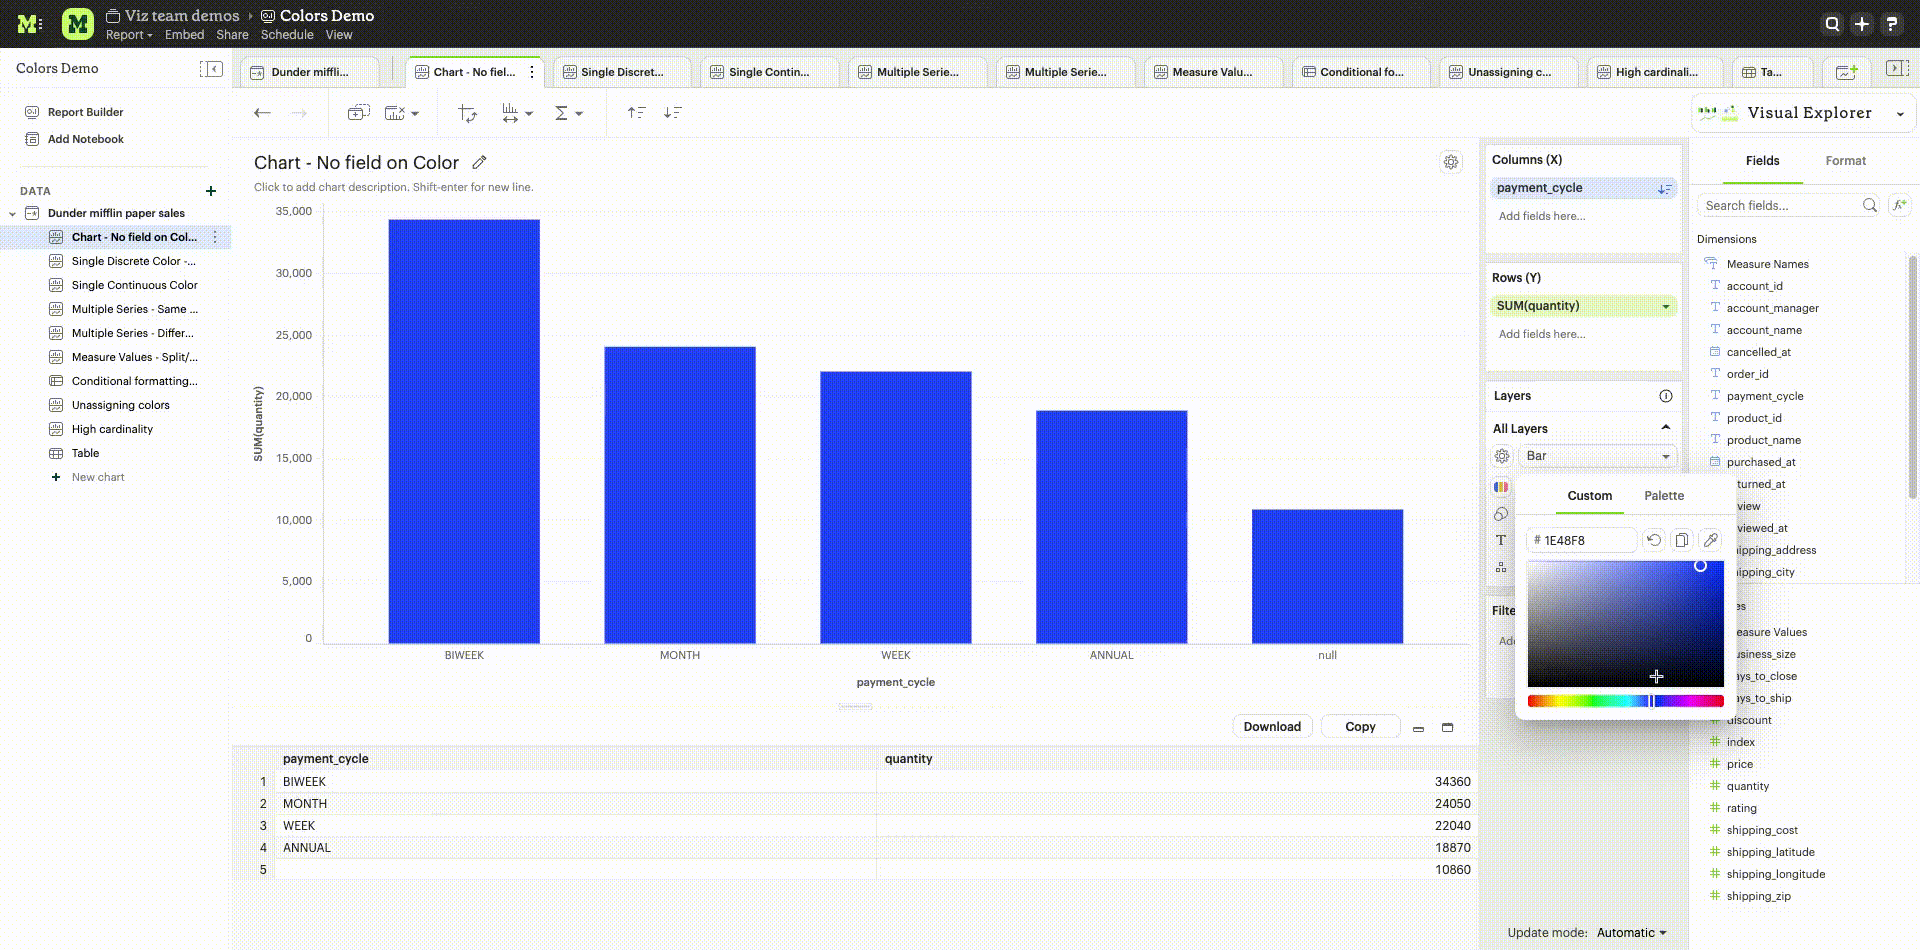 Viz team demos
Colors Demo
Report
Embed
Share
Schedule
View
Colors Demo
Report Builder
Add Notebook
DATA
Dunder mifflin paper sales
Chart - No field on Col...
Single Discrete Color -...
Single Continuous Color
Multiple Series - Same ...
Multiple Series - Differ...
Measure Values - Split/...
Conditional formatting...
Unassigning colors
High cardinality
Table
New chart
Dunder miffli...
Chart - No fiel...
Single Discret...
Single Contin...
Multiple Serie...
Multiple Serie...
Measure Valu...
Conditional fo...
Unassigning c...
High cardinali...
Ta...
Visual Explorer
Chart - No field on Color
Click to add chart description. Shift-enter for new line.
35,000
30,000
25,000
20,000
15,000
10,000
5,000
0
SUM(quantity)
BIWEEK
MONTH
WEEK
ANNUAL
null
payment_cycle
Download
Copy
payment_cycle
quantity
1 BIWEEK 34360
2 MONTH 24050
3 WEEK 22040
4 ANNUAL 18870
5 10860
Columns (X)
payment_cycle
Add fields here...
Rows (Y)
SUM(quantity)
Add fields here...
Layers
All Layers
Bar
Custom
Palette
# 1E48F8
Filte
Add
Update mode: Automatic
Fields
Format
Search fields...
Dimensions
Measure Names
account_id
account_manager
account_name
cancelled_at
order_id
payment_cycle
product_id
product_name
purchased_at
turned_at
view
viewed_at
ipping_address
ipping_city
es
easure Values
usiness_size
ays_to_close
ays_to_ship
discount
index
price
quantity
rating
shipping_cost
shipping_latitude
shipping_longitude
shipping_zip